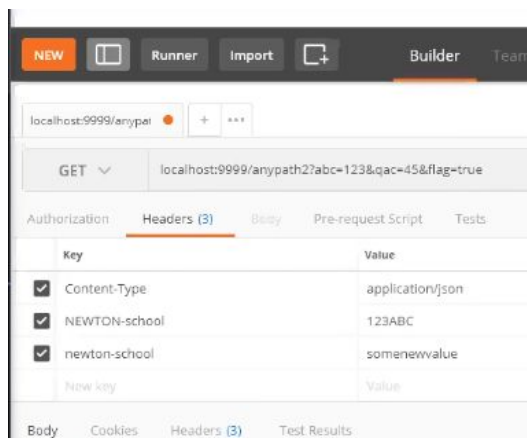 NEW Runner Import Builder Team
localhost:9999/anypat + •••
GET localhost:9999/anypath2?abc=123&qac=45&flag=true
Authorization Headers (3) Body Pre-request Script Tests
Key Value
Content-Type application/json
NEWTON-school 123ABC
newton-school somenewvalue
New key Value
Body Cookies Headers (3) Test Results